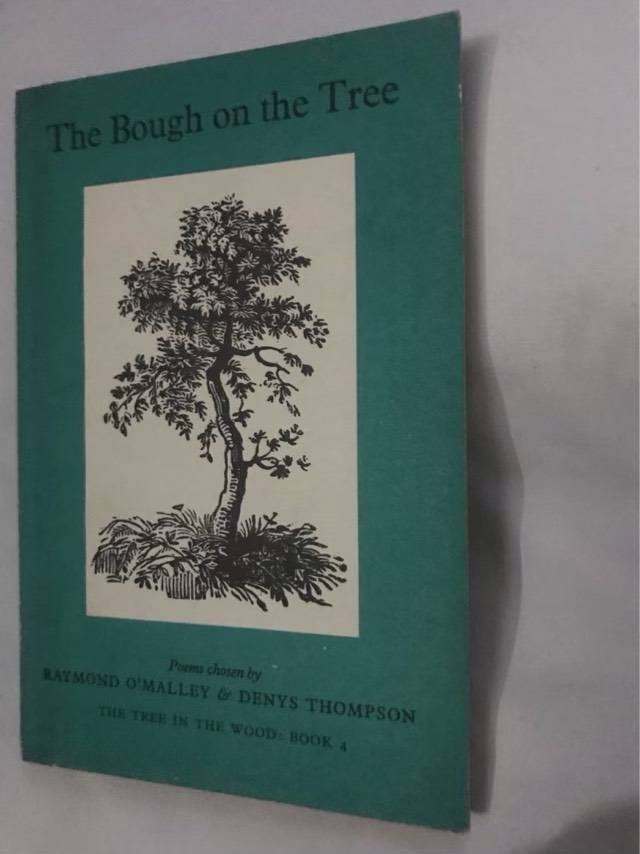 The Bough on the Tree
Poems chosen by
RAYMOND O'MALLEY & DENYS THOMPSON
THE TREE IN THE WOOD: BOOK 4